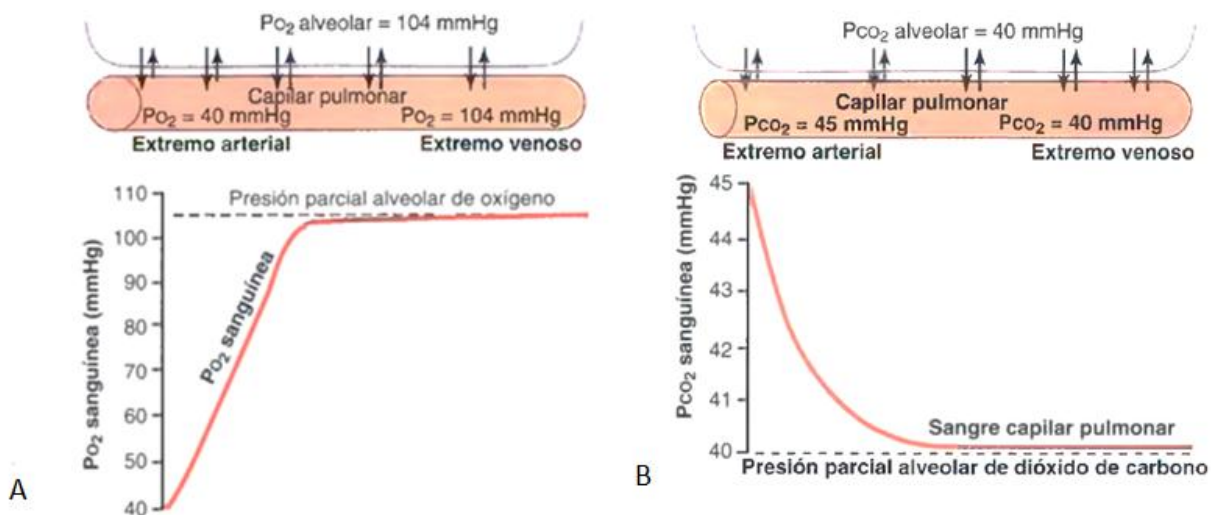 PO₂ alveolar = 104 mmHg
Capilar pulmonar
PO₂ = 40 mmHg
PO₂ = 104 mmHg
Extremo arterial
Extremo venoso
110
100
90
80
70
60
50
40
PO₂ sanguínea (mmHg)
Presión parcial alveolar de oxígeno
PO₂ sanguínea
A
PCO₂ alveolar = 40 mmHg
Capilar pulmonar
PCO₂ = 45 mmHg
PCO₂ = 40 mmHg
Extremo arterial
Extremo venoso
45
44
43
42
41
40
PCO₂ sanguínea (mmHg)
Sangre capilar pulmonar
Presión parcial alveolar de dióxido de carbono
B